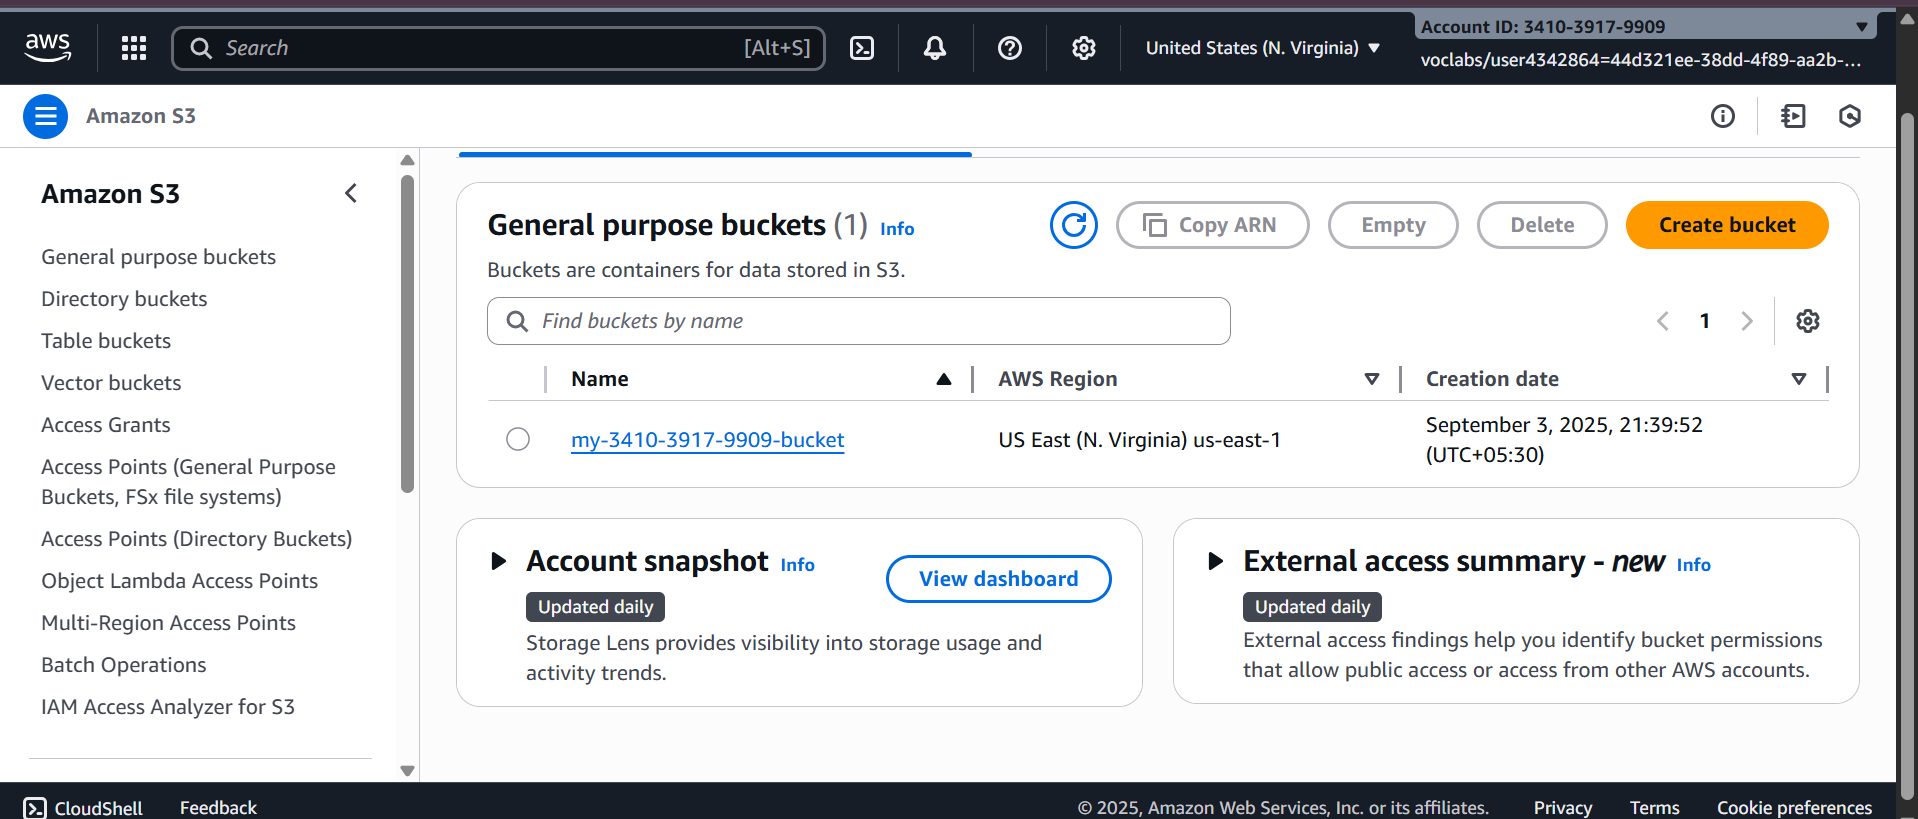 aws
Search [Alt+S]
United States (N. Virginia)
Account ID: 3410-3917-9909
voclabs/user4342864=44d321ee-38dd-4f89-aa2b-...
Amazon S3
Amazon S3
General purpose buckets
Directory buckets
Table buckets
Vector buckets
Access Grants
Access Points (General Purpose
Buckets, FSx file systems)
Access Points (Directory Buckets)
Object Lambda Access Points
Multi-Region Access Points
Batch Operations
IAM Access Analyzer for S3
General purpose buckets (1) Info
Copy ARN
Empty
Delete
Create bucket
Buckets are containers for data stored in S3.
Find buckets by name
1
Name
AWS Region
Creation date
my-3410-3917-9909-bucket
US East (N. Virginia) us-east-1
September 3, 2025, 21:39:52
(UTC+05:30)
Account snapshot Info
View dashboard
Updated daily
Storage Lens provides visibility into storage usage and
activity trends.
External access summary - new Info
Updated daily
External access findings help you identify bucket permissions
that allow public access or access from other AWS accounts.
CloudShell
Feedback
© 2025, Amazon Web Services, Inc. or its affiliates.
Privacy
Terms
Cookie preferences